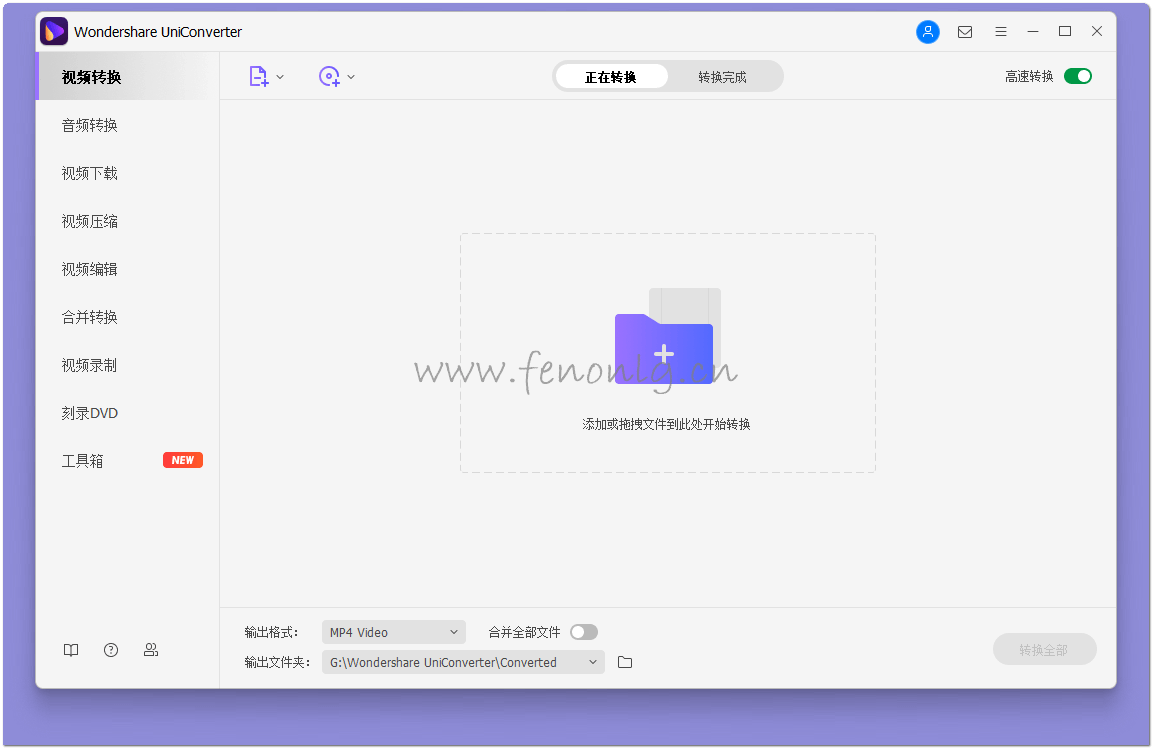 Wondershare UniConverter
视频转换
音频转换
视频下载
视频压缩
视频编辑
合并转换
视频录制
刻录DVD
工具箱 NEW
正在转换 转换完成
高速转换
www.fenonlg.cn
添加或拖拽文件到此处开始转换
输出格式: MP4 Video 合并全部文件
输出文件夹: G:\Wondershare UniConverter\Converted
转换全部